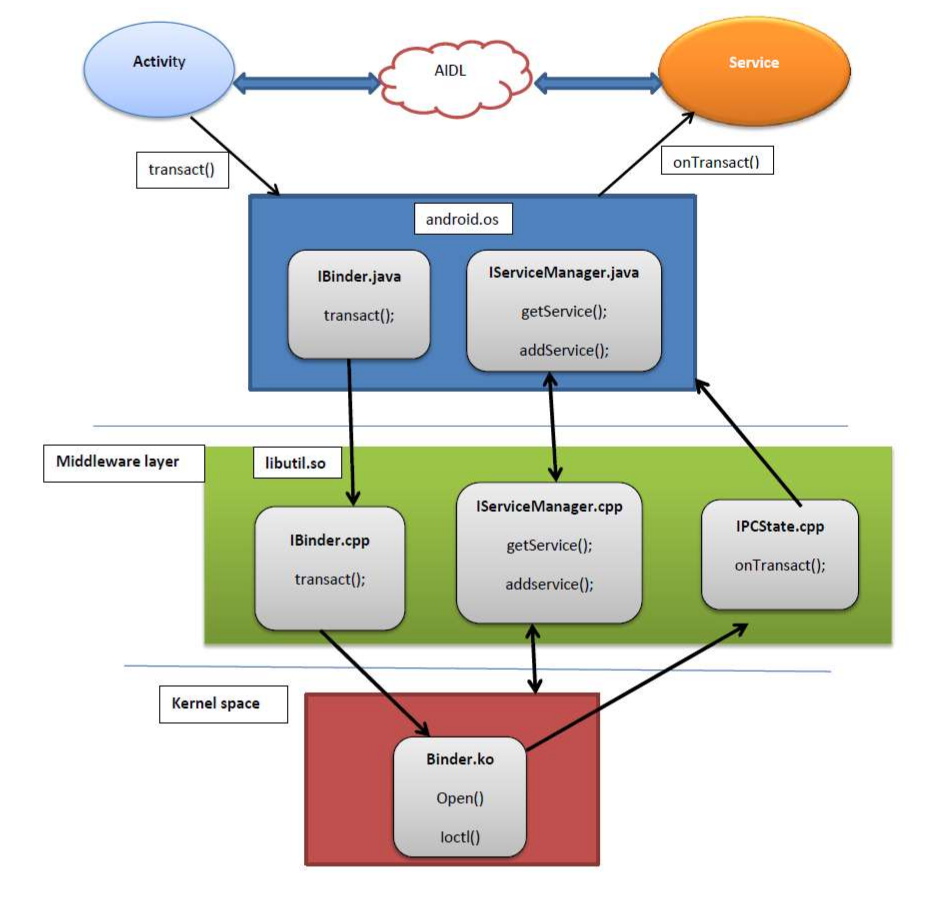 Activity
AIDL
Service
transact()
onTransact()
android.os
IBinder.java
transact();
IServiceManager.java
getService();
addService();
Middleware layer
libutil.so
IBinder.cpp
transact();
IServiceManager.cpp
getService();
addservice();
IPCState.cpp
onTransact();
Kernel space
Binder.ko
Open()
Ioctl()